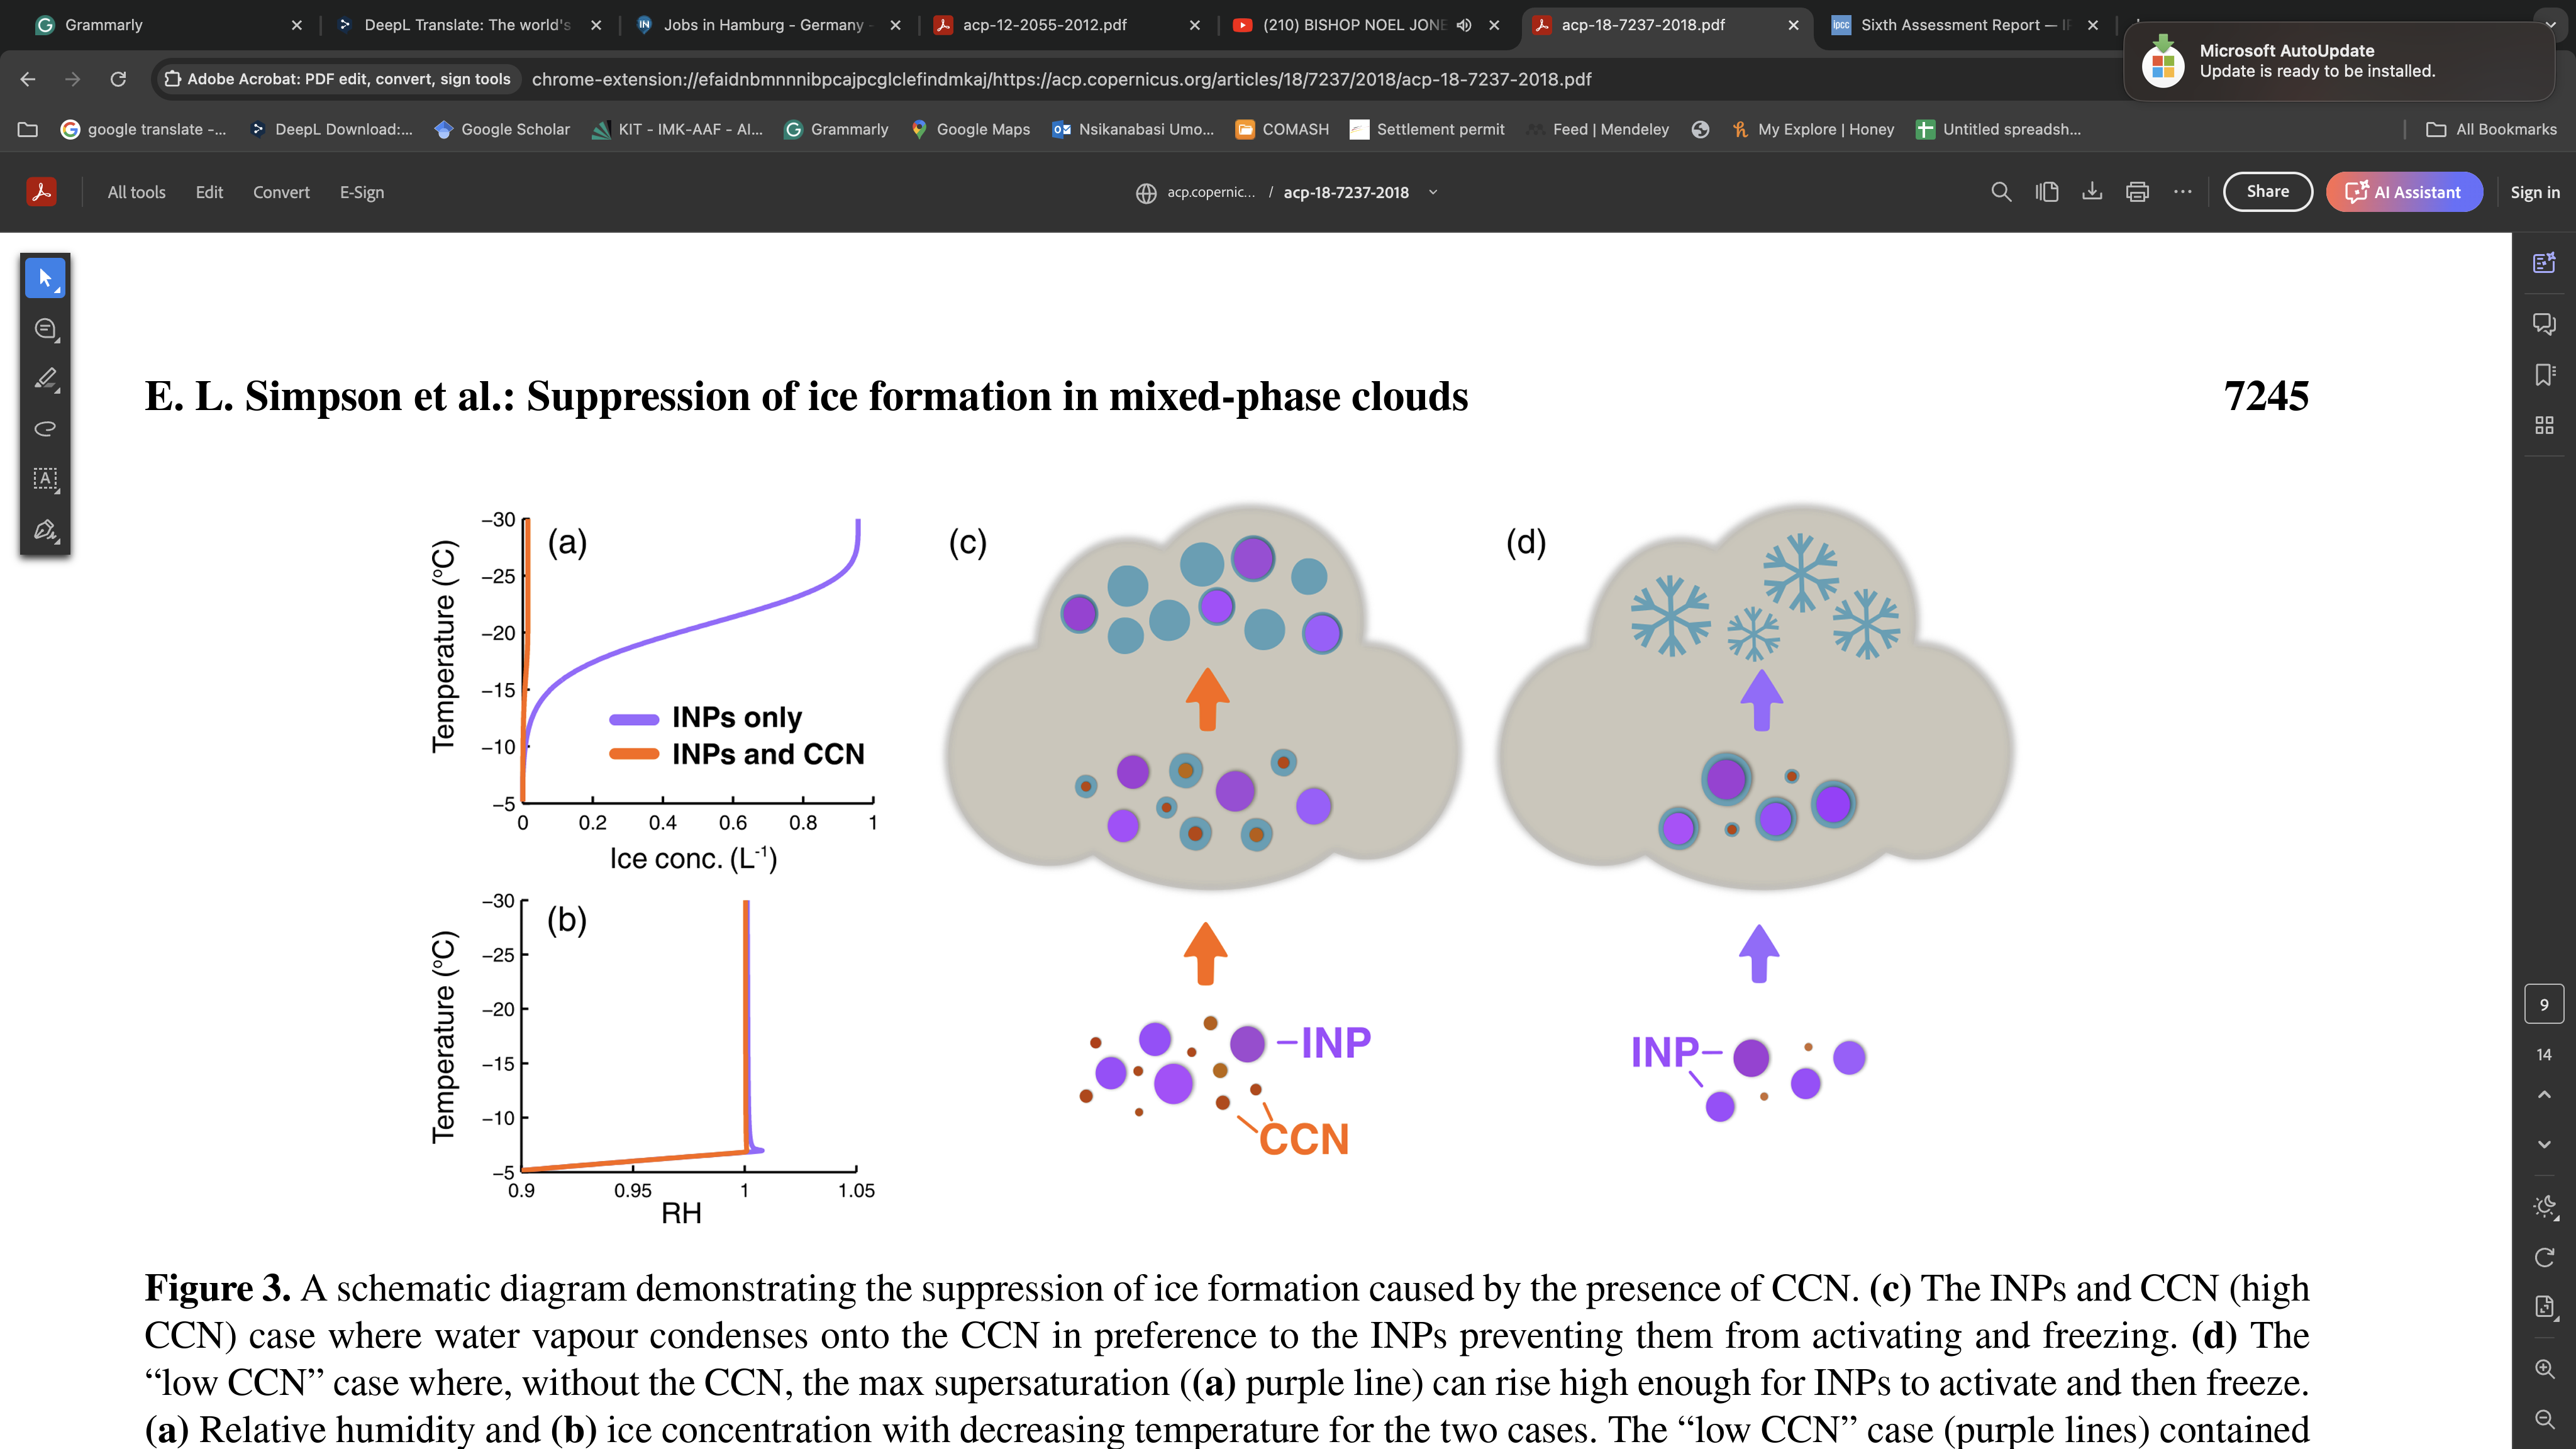 Grammarly
DeepL Translate: The world's
Jobs in Hamburg - Germany -
acp-12-2055-2012.pdf
(210) BISHOP NOEL JONE
acp-18-7237-2018.pdf
Sixth Assessment Report — I
Microsoft AutoUpdate
Update is ready to be installed.
Adobe Acrobat: PDF edit, convert, sign tools
chrome-extension://efaidnbmnnnibpcajpcglclefindmkaj/https://acp.copernicus.org/articles/18/7237/2018/acp-18-7237-2018.pdf
google translate -...
DeepL Download:...
Google Scholar
KIT - IMK-AAF - Al...
Grammarly
Google Maps
Nsikanabasi Umo...
COMASH
Settlement permit
Feed | Mendeley
My Explore | Honey
Untitled spreadsh...
All Bookmarks
All tools
Edit
Convert
E-Sign
acp.copernic... / acp-18-7237-2018
Share
AI Assistant
Sign in
E. L. Simpson et al.: Suppression of ice formation in mixed-phase clouds 7245
(a)
Temperature (ºC)
−30
−25
−20
−15
−10
−5
0 0.2 0.4 0.6 0.8 1
Ice conc. (L⁻¹)
INPs only
INPs and CCN
(b)
Temperature (ºC)
−30
−25
−20
−15
−10
−5
0.9 0.95 1 1.05
RH
(c)
INP
CCN
(d)
INP
9
14
Figure 3. A schematic diagram demonstrating the suppression of ice formation caused by the presence of CCN. (c) The INPs and CCN (high
CCN) case where water vapour condenses onto the CCN in preference to the INPs preventing them from activating and freezing. (d) The
“low CCN” case where, without the CCN, the max supersaturation ((a) purple line) can rise high enough for INPs to activate and then freeze.
(a) Relative humidity and (b) ice concentration with decreasing temperature for the two cases. The “low CCN” case (purple lines) contained